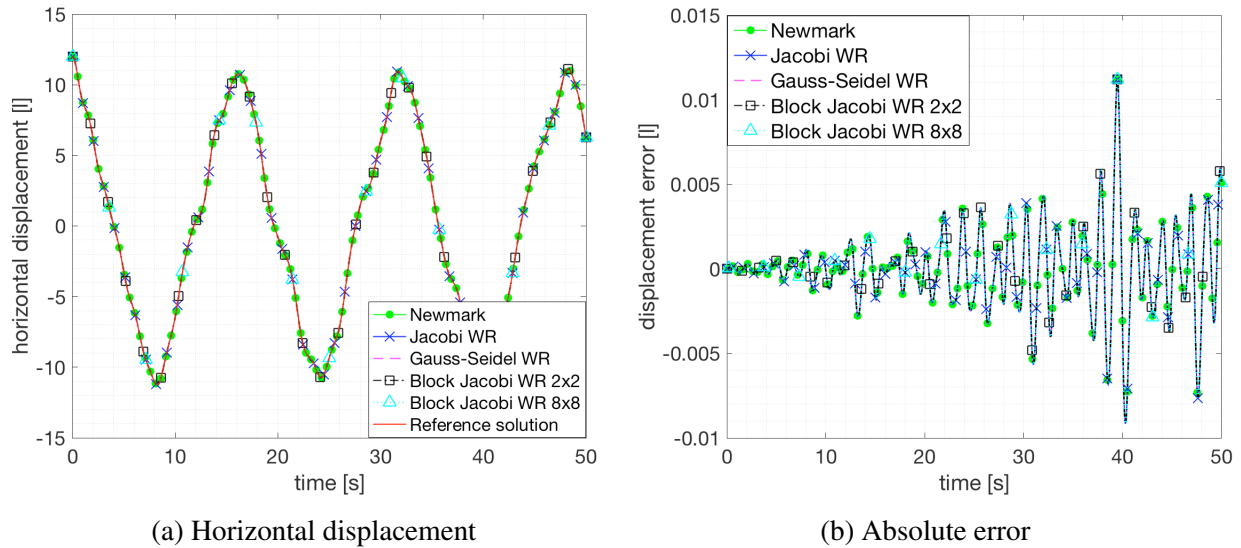 15
10
5
0
-5
-10
-15
horizontal displacement [l]
Newmark
Jacobi WR
Gauss-Seidel WR
Block Jacobi WR 2x2
Block Jacobi WR 8x8
Reference solution
0 10 20 30 40 50
time [s]
(a) Horizontal displacement
0.015
0.01
0.005
0
-0.005
-0.01
displacement error [l]
Newmark
Jacobi WR
Gauss-Seidel WR
Block Jacobi WR 2x2
Block Jacobi WR 8x8
0 10 20 30 40 50
time [s]
(b) Absolute error